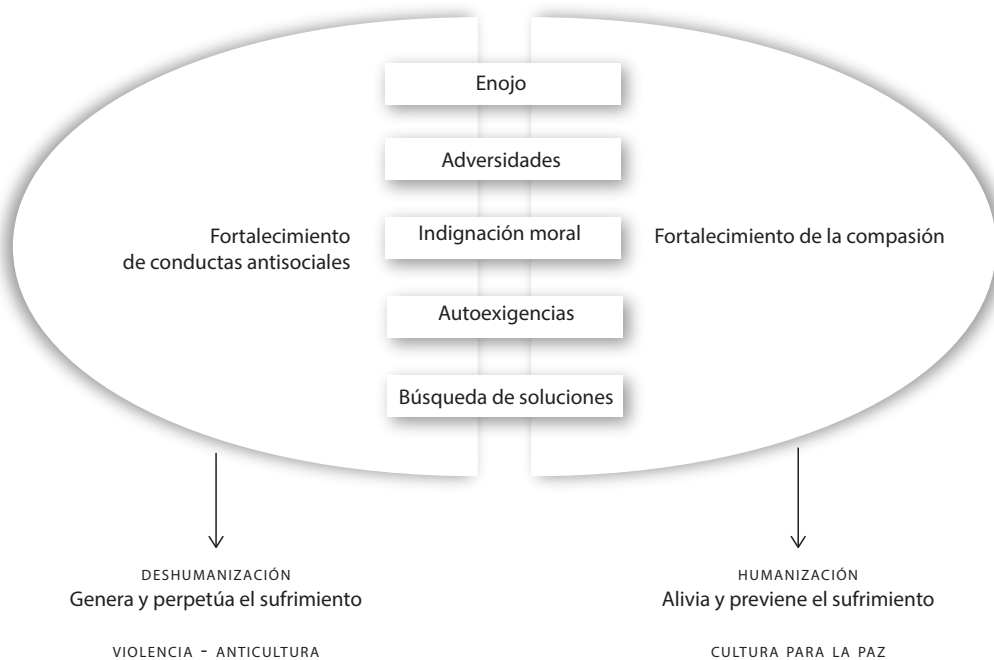 Enojo
Adversidades
Indignación moral
Autoexigencias
Búsqueda de soluciones
Fortalecimiento
de conductas antisociales
Fortalecimiento de la compasión
DESHUMANIZACIÓN
Genera y perpetúa el sufrimiento
VIOLENCIA - ANTICULTURA
HUMANIZACIÓN
Alivia y previene el sufrimiento
CULTURA PARA LA PAZ